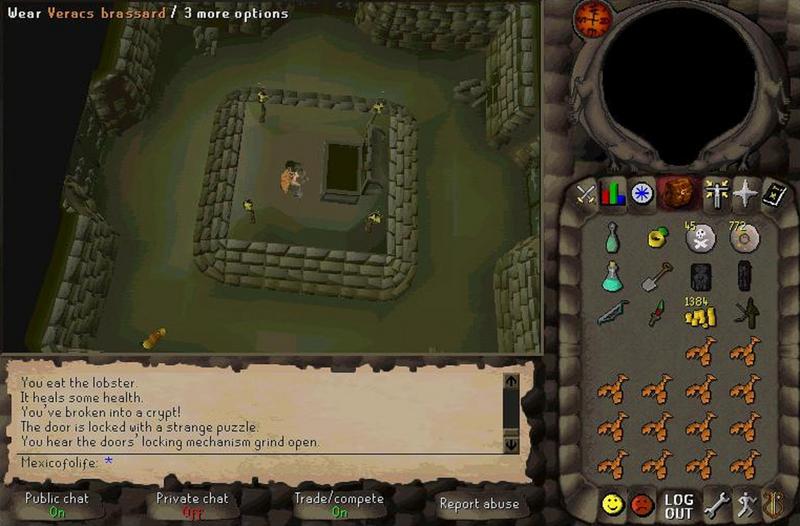 Wear Veracs brassard / 3 more options
45
772
1384
You eat the lobster.
It heals some health.
You've broken into a crypt!
The door is locked with a strange puzzle.
You hear the doors' locking mechanism grind open.
Mexicofolife: *
Public chat
On
Private chat
Off
Trade/compete
On
Report abuse
LOG
OUT